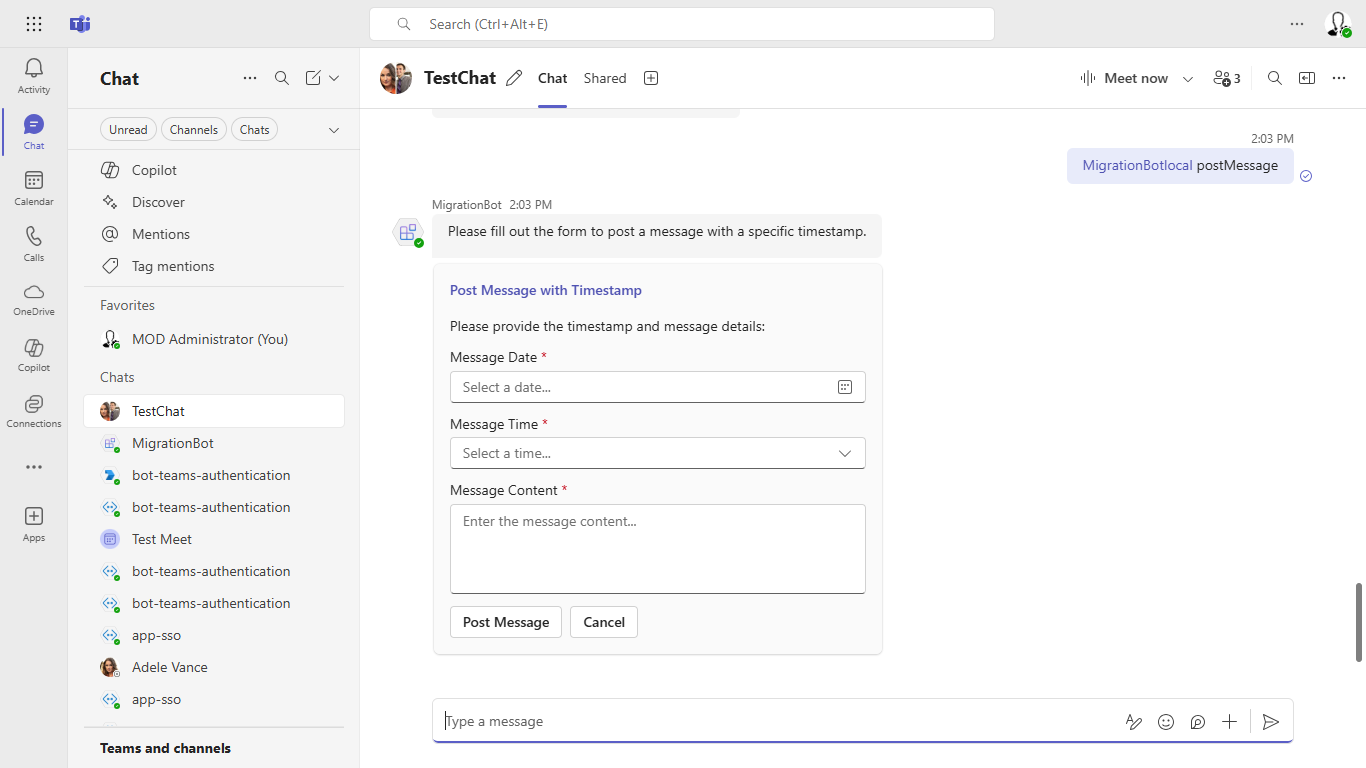 Search (Ctrl+Alt+E)
Activity
Chat
Calendar
Calls
OneDrive
Copilot
Connections
Apps
Chat
Unread
Channels
Chats
Copilot
Discover
Mentions
Tag mentions
Favorites
MOD Administrator (You)
Chats
TestChat
MigrationBot
bot-teams-authentication
bot-teams-authentication
Test Meet
bot-teams-authentication
bot-teams-authentication
app-sso
Adele Vance
app-sso
Teams and channels
TestChat
Chat
Shared
Meet now
3
2:03 PM
MigrationBotlocal postMessage
MigrationBot 2:03 PM
Please fill out the form to post a message with a specific timestamp.
Post Message with Timestamp
Please provide the timestamp and message details:
Message Date *
Select a date...
Message Time *
Select a time...
Message Content *
Enter the message content...
Post Message
Cancel
Type a message